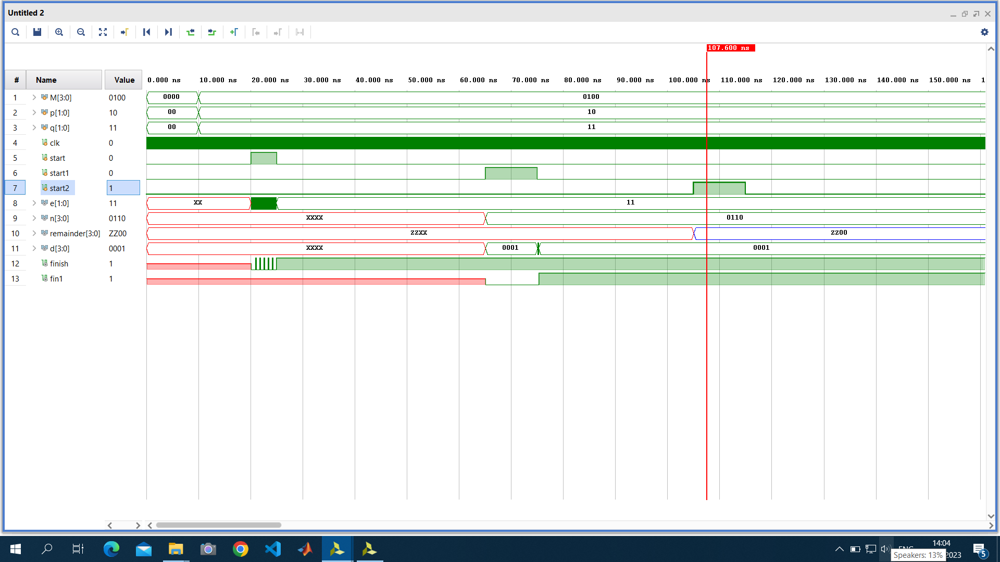 Untitled 2
107.600 ns
# Name Value 0.000 ns 10.000 ns 20.000 ns 30.000 ns 40.000 ns 50.000 ns 60.000 ns 70.000 ns 80.000 ns 90.000 ns 100.000 ns 110.000 ns 120.000 ns 130.000 ns 140.000 ns 150.000 ns 1
1 M[3:0] 0100 0000 0100
2 p[1:0] 10 00 10
3 q[1:0] 11 00 11
4 clk 0
5 start 0
6 start1 0
7 start2 1
8 e[1:0] 11 XX 11
9 n[3:0] 0110 XXXX 0110
10 remainder[3:0] ZZ00 ZZXX ZZ00
11 d[3:0] 0001 XXXX 0001 0001
12 finish 1
13 fin1 1
14:04
2023
Speakers: 13%
5